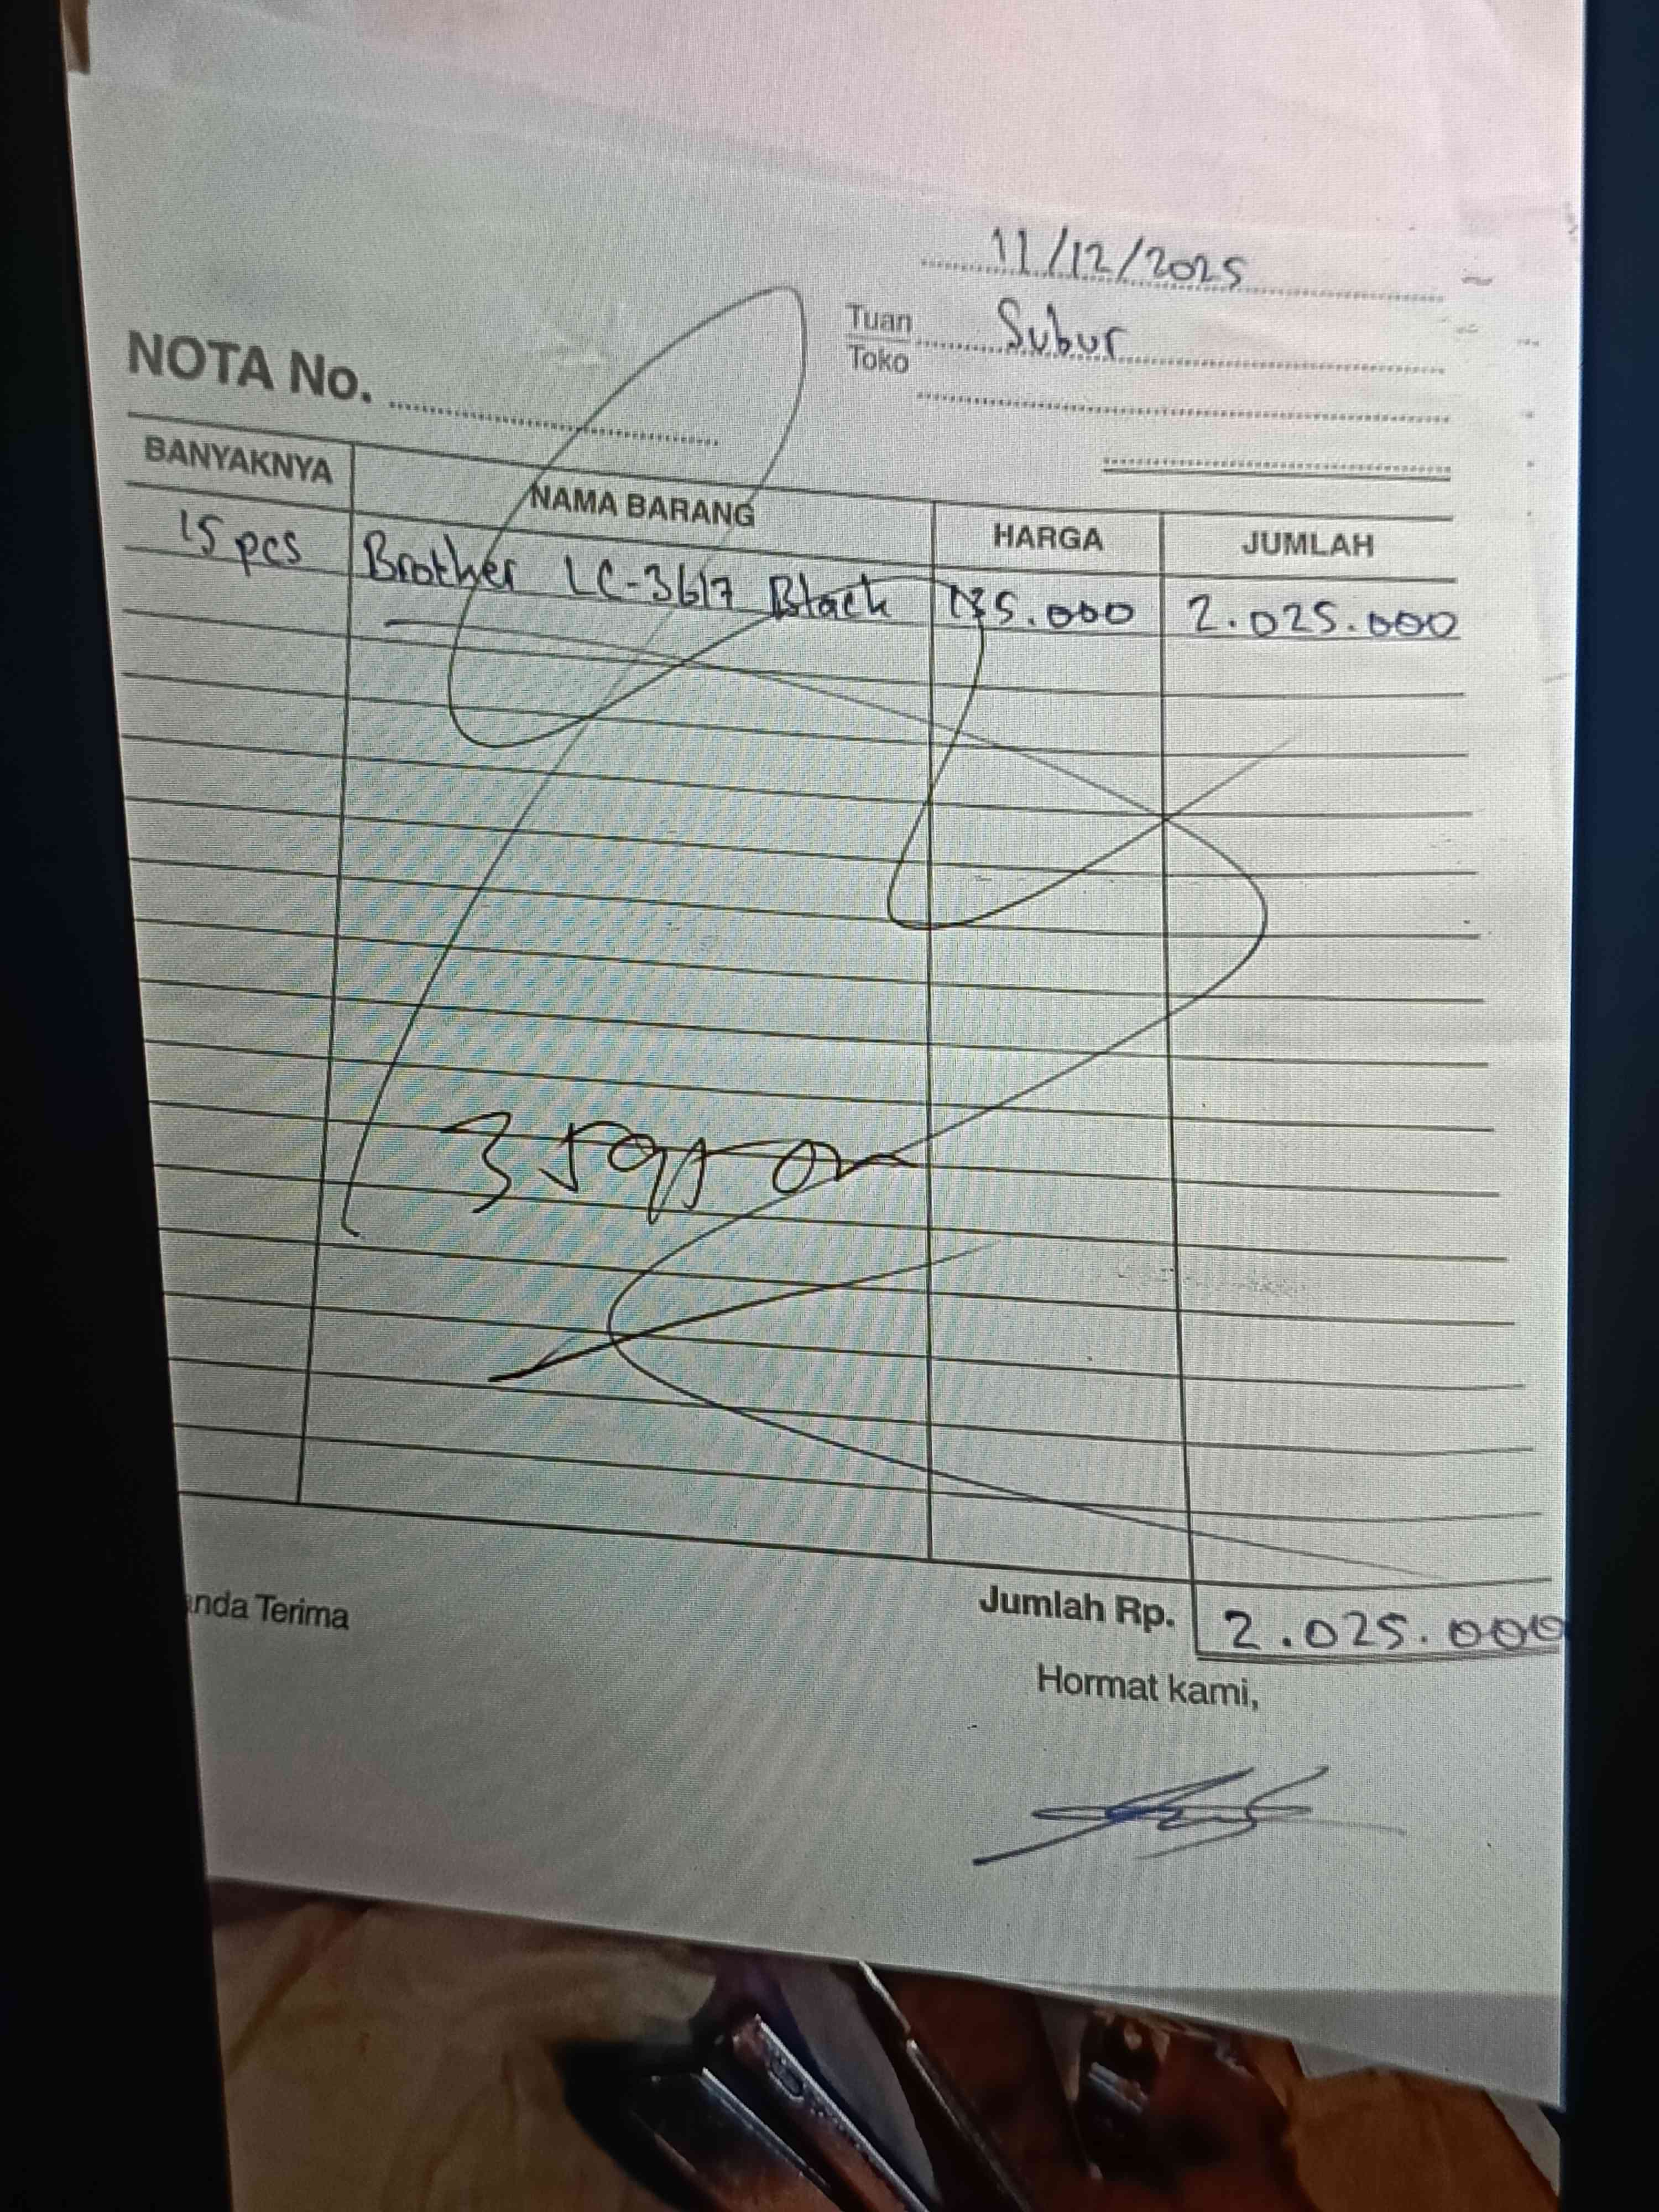 11/12/2025
Tuan Subur
Toko
NOTA No.
BANYAKNYA NAMA BARANG HARGA JUMLAH
15 pcs Brother LC-3617 Black 135.000 2.025.000
anda Terima
Jumlah Rp. 2.025.000
Hormat kami,